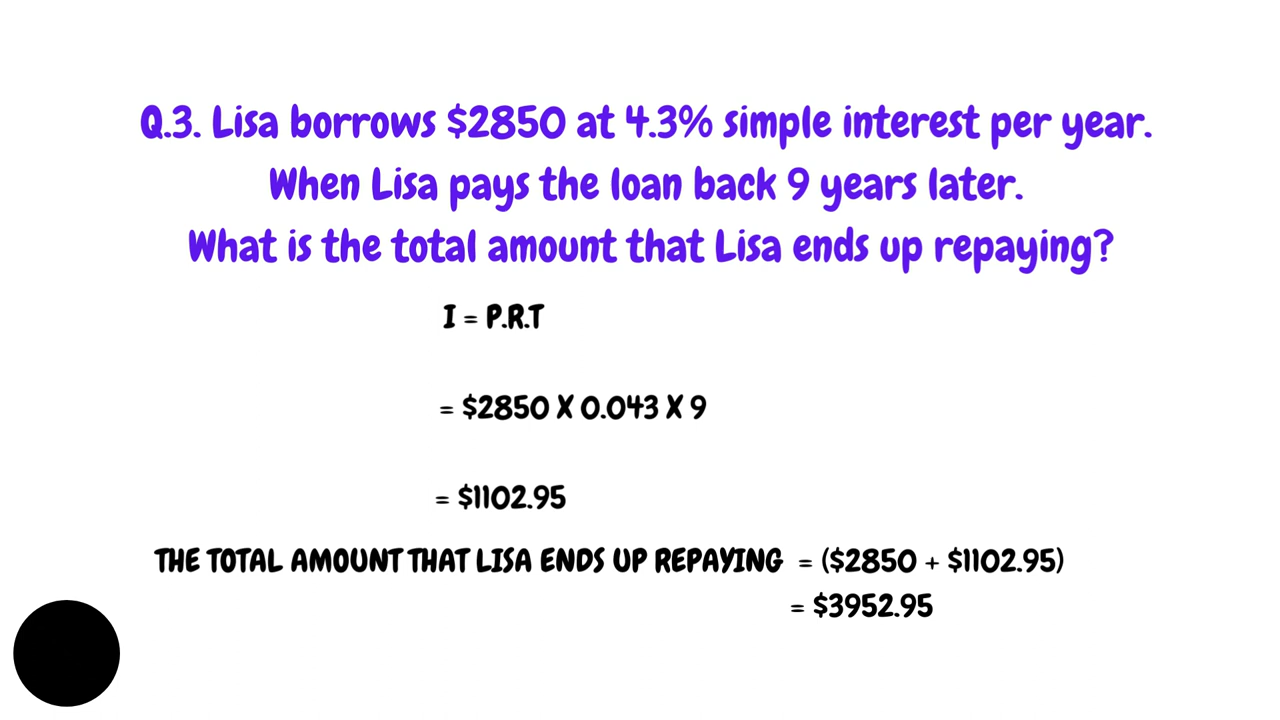 Q.3. Lisa borrows $2850 at 4.3% simple interest per year.
When Lisa pays the loan back 9 years later.
What is the total amount that Lisa ends up repaying?
I = P.R.T
= $2850 X 0.043 X 9
= $1102.95
THE TOTAL AMOUNT THAT LISA ENDS UP REPAYING = ($2850 + $1102.95)
= $3952.95